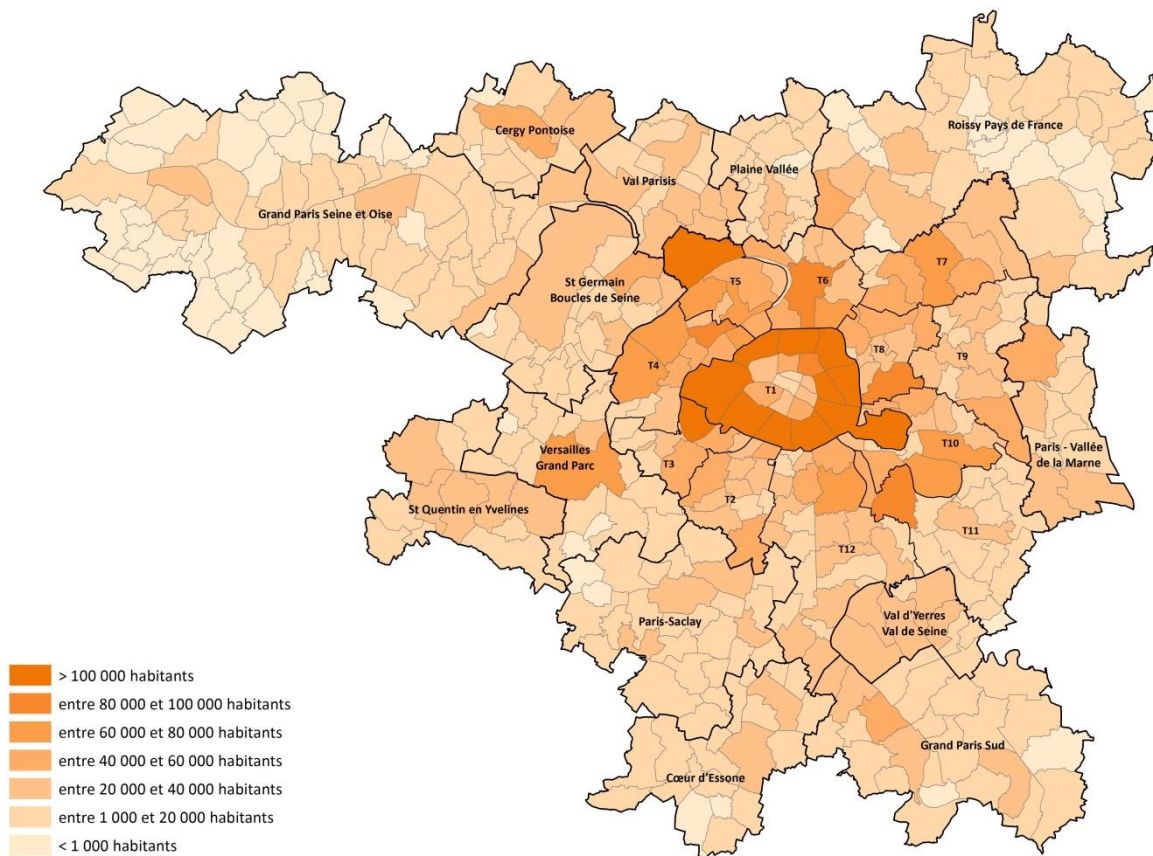 Cergy Pontoise
Roissy Pays de France
Val Parisis
Plaine Vallée
Grand Paris Seine et Oise
T7
St Germain
Boucles de Seine
T5
T6
T8
T9
T4
T1
Versailles
Grand Parc
T3
T10
Paris - Vallée
de la Marne
St Quentin en Yvelines
T2
T11
T12
Paris-Saclay
Val d'Yerres
Val de Seine
Grand Paris Sud
Cœur d'Essone
> 100 000 habitants
entre 80 000 et 100 000 habitants
entre 60 000 et 80 000 habitants
entre 40 000 et 60 000 habitants
entre 20 000 et 40 000 habitants
entre 1 000 et 20 000 habitants
< 1 000 habitants